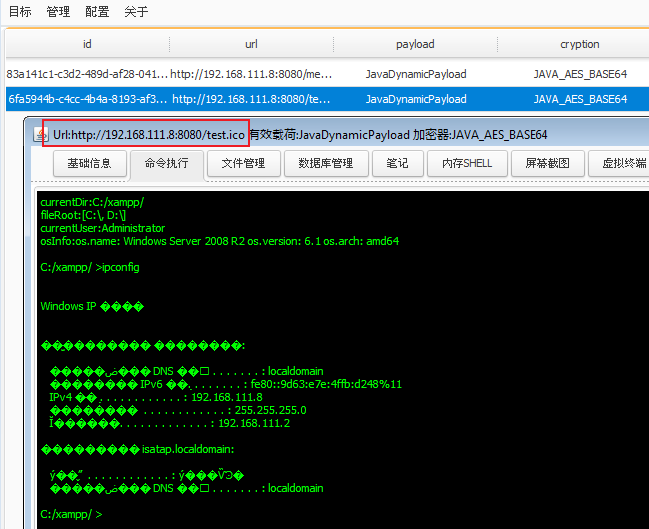 目标 管理 配置 关于
id url payload cryption
83a141c1-c3d2-489d-af28-041... http://192.168.111.8:8080/me... JavaDynamicPayload JAVA_AES_BASE64
6fa5944b-c4cc-4b4a-8193-af3... http://192.168.111.8:8080/te... JavaDynamicPayload JAVA_AES_BASE64
Url:http://192.168.111.8:8080/test.ico 有效载荷:JavaDynamicPayload 加密器:JAVA_AES_BASE64
基础信息 命令执行 文件管理 数据库管理 笔记 内存SHELL 屏幕截图 虚拟终端
currentDir:C:/xampp/
fileRoot:[C:\, D:\]
currentUser:Administrator
osInfo:os.name: Windows Server 2008 R2 os.version: 6.1 os.arch: amd64
C:/xampp/ >ipconfig
Windows IP ����
DNS . . . . . . . : localdomain
IPv6 . . . . . . . . : fe80::9d63:e7e:4ffb:d248%11
IPv4 . . . . . . . . . . . . : 192.168.111.8
. . . . . . . . . . . . : 255.255.255.0
. . . . . . . . . . . . . : 192.168.111.2
isatap.localdomain:
DNS . . . . . . . : localdomain
C:/xampp/ >